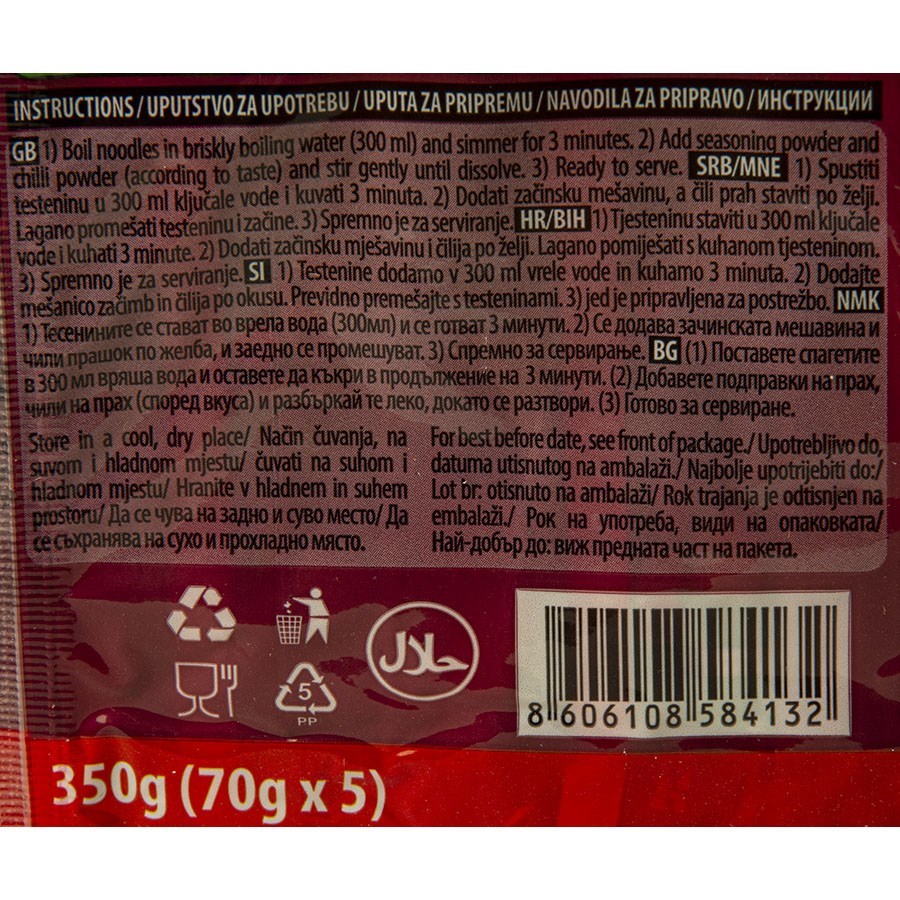 INSTRUCTIONS / UPUTSTVO ZA UPOTREBU / UPUTA ZA PRIPREMU / NAVODILA ZA PRIPRAVO / ИНСТРУКЦИИ
GB 1) Boil noodles in briskly boiling water (300 ml) and simmer for 3 minutes. 2) Add seasoning powder and
chilli powder (according to taste) and stir gently until dissolve. 3) Ready to serve. SRB/MNE 1) Spustiti
testeninu u 300 ml ključale vode i kuvati 3 minuta. 2) Dodati začinsku mešavinu, a čili prah staviti po želji.
Lagano promešati testeninu i začine. 3) Spremno je za serviranje. HR/BIH 1) Tjesteninu staviti u 300 ml ključale
vode i kuhati 3 minute. 2) Dodati začinsku mješavinu i čilija po želji. Lagano pomiješati s kuhanom tjesteninom.
3) Spremno je za serviranje. SI 1) Testenine dodamo v 300 ml vrele vode in kuhamo 3 minuta. 2) Dodajte
mešanico začimb in čilija po okusu. Previdno premešajte s testeninami. 3) jed je pripravljena za postrežbo. NMK
1) Тесенините се стават во врела вода (300мл) и се готват 3 минути. 2) Се додава зачинската мешавина и
чили прашок по желба, и заедно се промешуват. 3) Спремно за сервирање. BG (1) Поставете спагетите
в 300 мл вряща вода и оставете да къкри в продължение на 3 минути. (2) Добавете подправки на прах,
чили на прах (според вкуса) и разбъркай те леко, докато се разтвори. (3) Готово за сервиране.
Store in a cool, dry place/ Način čuvanja, na
suvom i hladnom mjestu/ čuvati na suhom i
hladnom mjestu/ Hranite v hladnem in suhem
prostoru/ Да се чува на задно и суво место/ Да
се съхранява на сухо и прохладно място.
For best before date, see front of package./ Upotrebljivo do,
datuma utisnutog na ambalaži./ Najbolje upotrijebiti do:/
Lot br: otisnuto na ambalaži/ Rok trajanja je odtisnjen na
embalaži./ Рок на употреба, види на опаковката/
Най-добър до: виж предната част на пакета.
حلال
5
PP
8 606108 584132
350g (70g x 5)